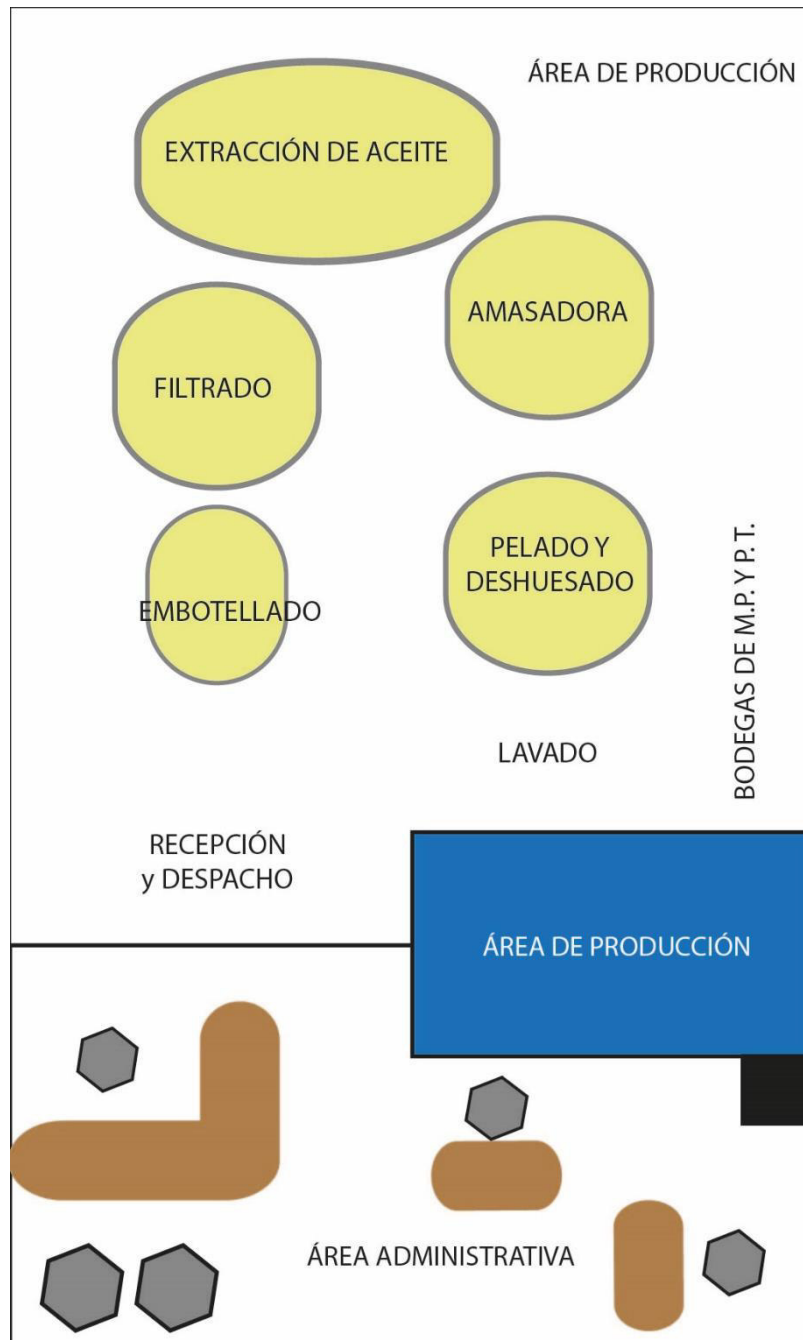 ÁREA DE PRODUCCIÓN
EXTRACCIÓN DE ACEITE
AMASADORA
FILTRADO
PELADO Y
DESHUESADO
EMBOTELLADO
BODEGAS DE M.P. Y P. T.
LAVADO
RECEPCIÓN
y DESPACHO
ÁREA DE PRODUCCIÓN
ÁREA ADMINISTRATIVA